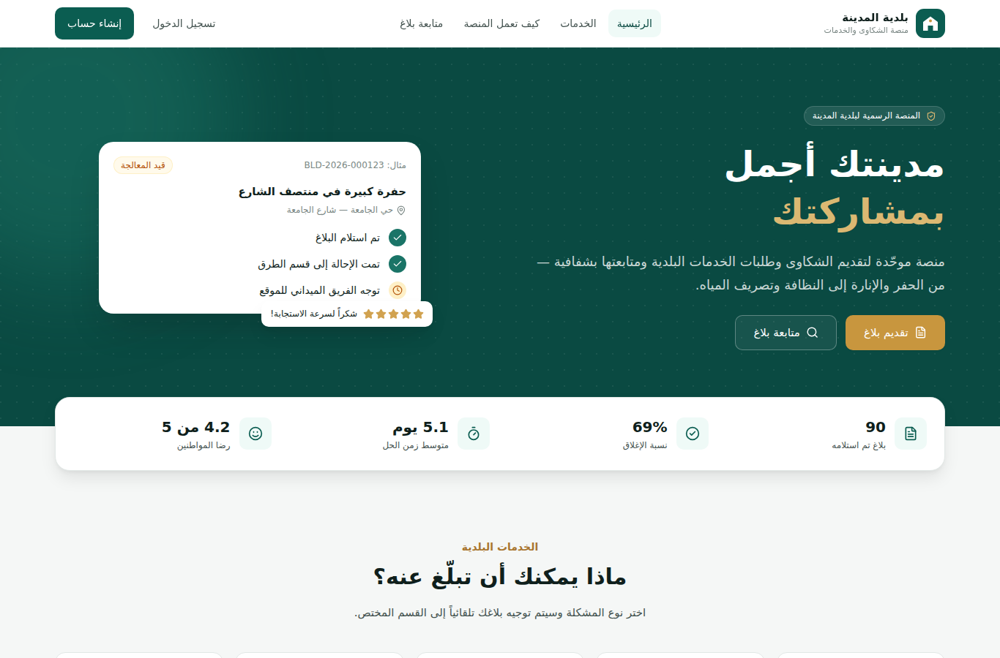 بلدية المدينة
منصة الشكاوى والخدمات
الرئيسية
الخدمات
كيف تعمل المنصة
متابعة بلاغ
تسجيل الدخول
إنشاء حساب
المنصة الرسمية لبلدية المدينة
مدينتك أجمل
بمشاركتك
منصة موحّدة لتقديم الشكاوى وطلبات الخدمات البلدية ومتابعتها بشفافية —
من الحفر والإنارة إلى النظافة وتصريف المياه.
تقديم بلاغ
متابعة بلاغ
مثال: BLD-2026-000123
قيد المعالجة
حفرة كبيرة في منتصف الشارع
حي الجامعة — شارع الجامعة
تم استلام البلاغ
تمت الإحالة إلى قسم الطرق
توجه الفريق الميداني للموقع
شكراً لسرعة الاستجابة!
90
بلاغ تم استلامه
69%
نسبة الإغلاق
5.1 يوم
متوسط زمن الحل
4.2 من 5
رضا المواطنين
الخدمات البلدية
ماذا يمكنك أن تبلّغ عنه؟
اختر نوع المشكلة وسيتم توجيه بلاغك تلقائياً إلى القسم المختص.